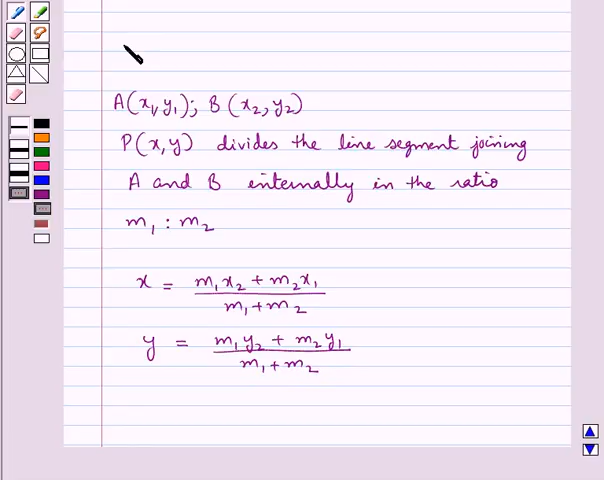 A(x₁,y₁); B(x₂,y₂)
P(x,y) divides the line segment joining
A and B internally in the ratio
m₁ : m₂
x = (m₁x₂ + m₂x₁)/(m₁+m₂)
y = (m₁y₂ + m₂y₁)/(m₁+m₂)